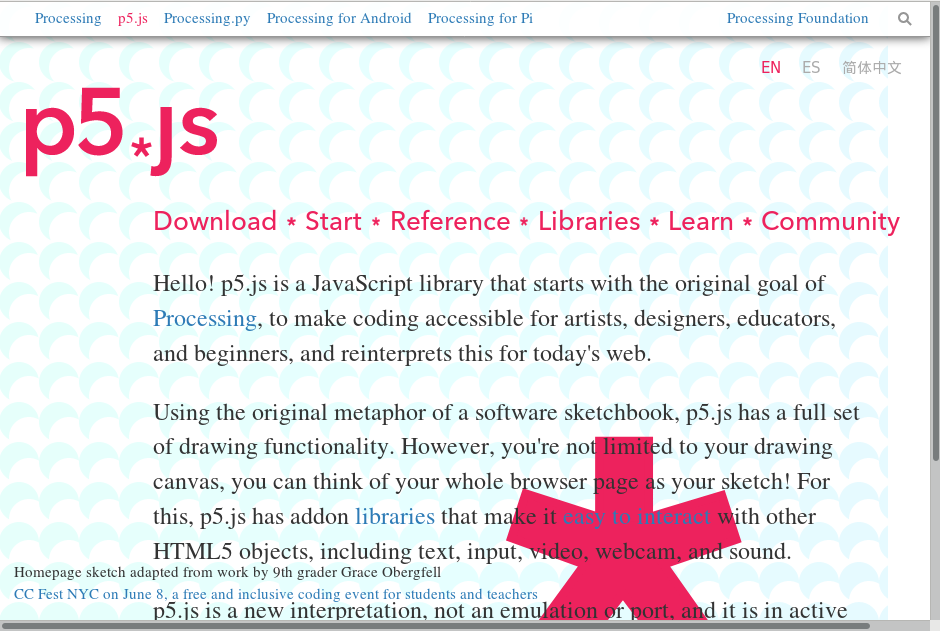 Processing p5.js Processing.py Processing for Android Processing for Pi Processing Foundation
EN ES 简体中文
p5*js
Download * Start * Reference * Libraries * Learn * Community
Hello! p5.js is a JavaScript library that starts with the original goal of
Processing, to make coding accessible for artists, designers, educators,
and beginners, and reinterprets this for today's web.
Using the original metaphor of a software sketchbook, p5.js has a full set
of drawing functionality. However, you're not limited to your drawing
canvas, you can think of your whole browser page as your sketch! For
this, p5.js has addon libraries that make it easy to interact with other
HTML5 objects, including text, input, video, webcam, and sound.
Homepage sketch adapted from work by 9th grader Grace Obergfell
CC Fest NYC on June 8, a free and inclusive coding event for students and teachers
p5.js is a new interpretation, not an emulation or port, and it is in active